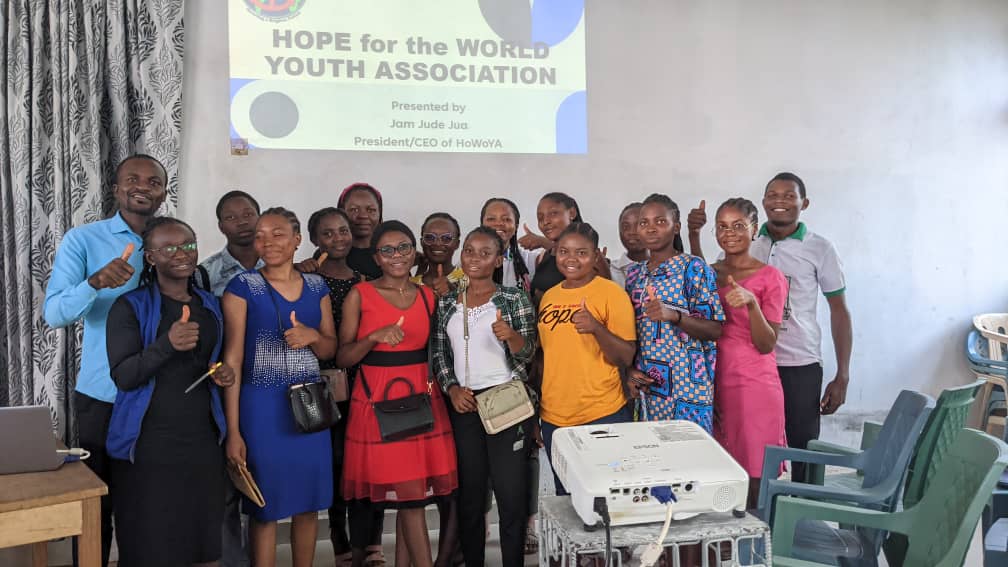 HOPE for the WORLD
YOUTH ASSOCIATION
Presented by
Jam Jude Jua
President/CEO of HoWoYA
Hope
EPSON